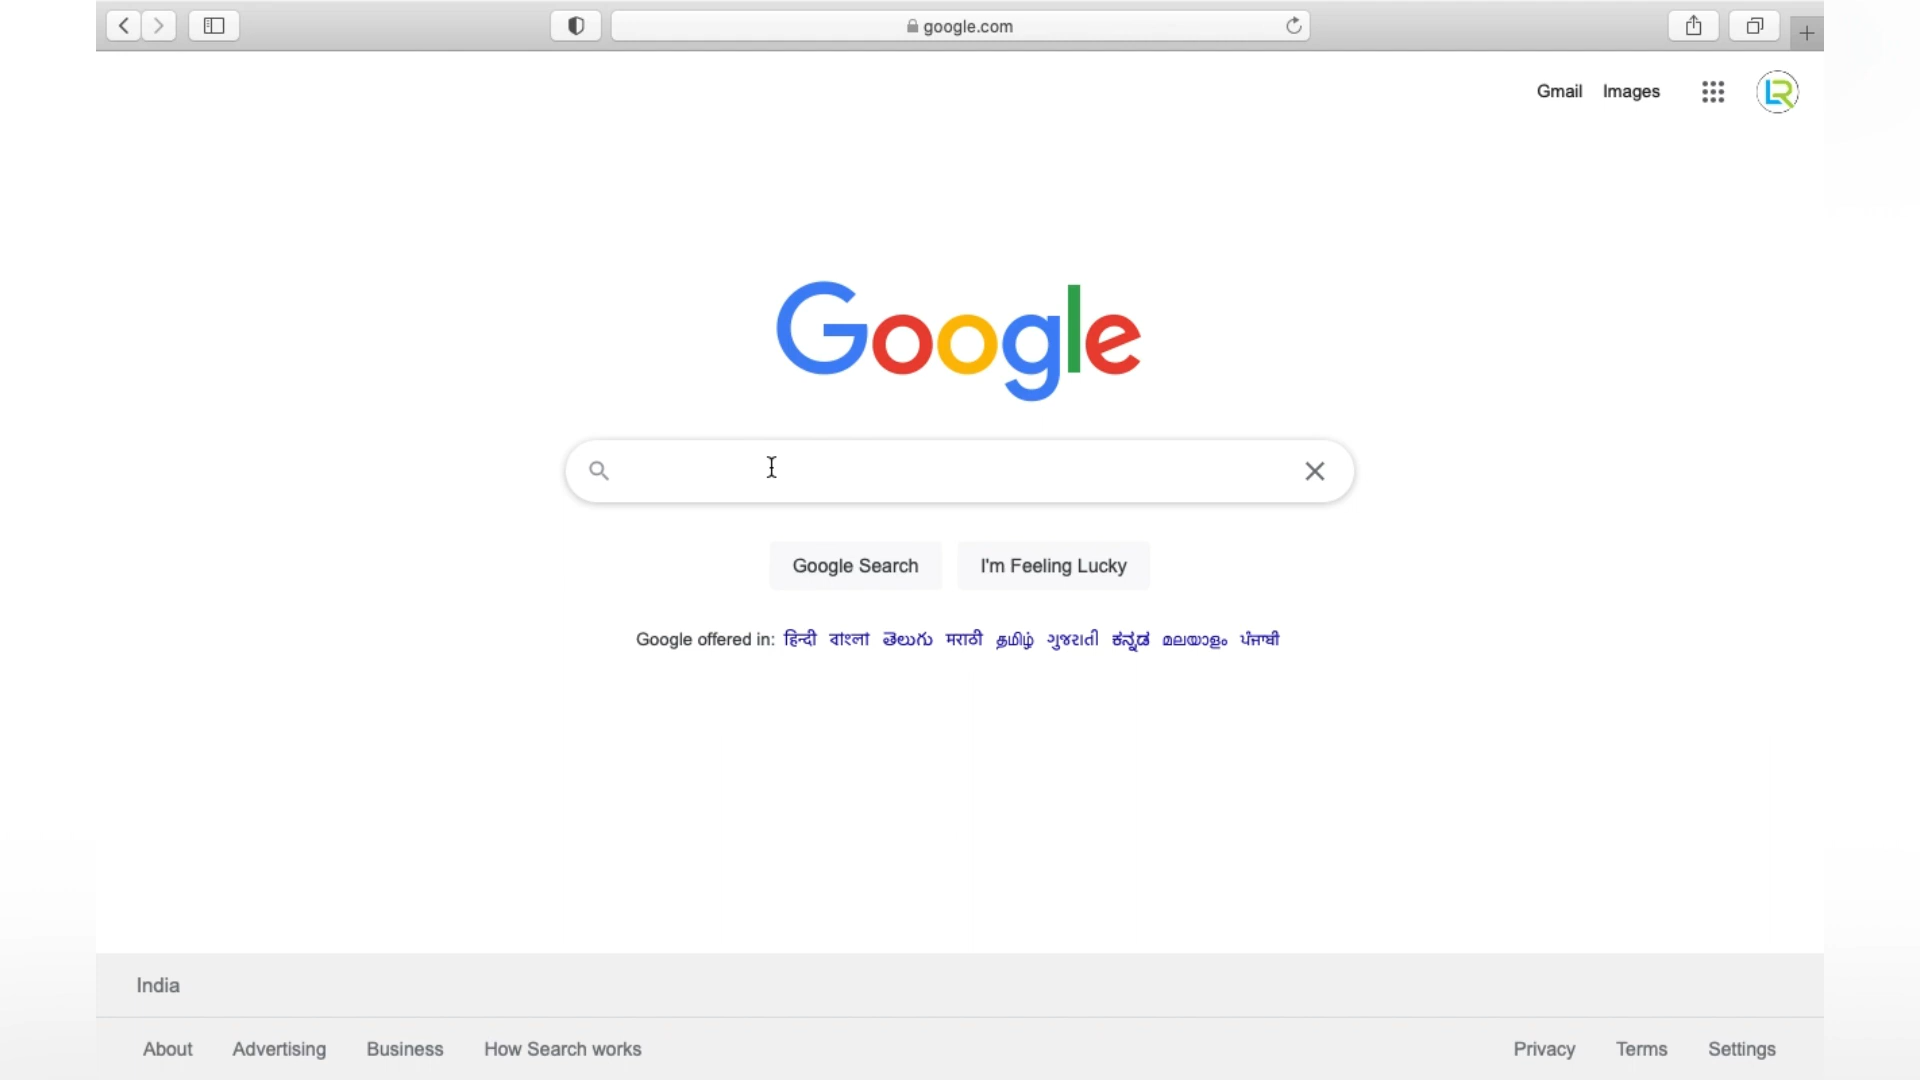 google.com
Gmail Images
LR
Google
Google Search I'm Feeling Lucky
Google offered in: हिन्दी বাংলা తెలుగు मराठी தமிழ் ગુજરાતી ಕನ್ನಡ മലയാളം ਪੰਜਾਬੀ
India
About Advertising Business How Search works Privacy Terms Settings